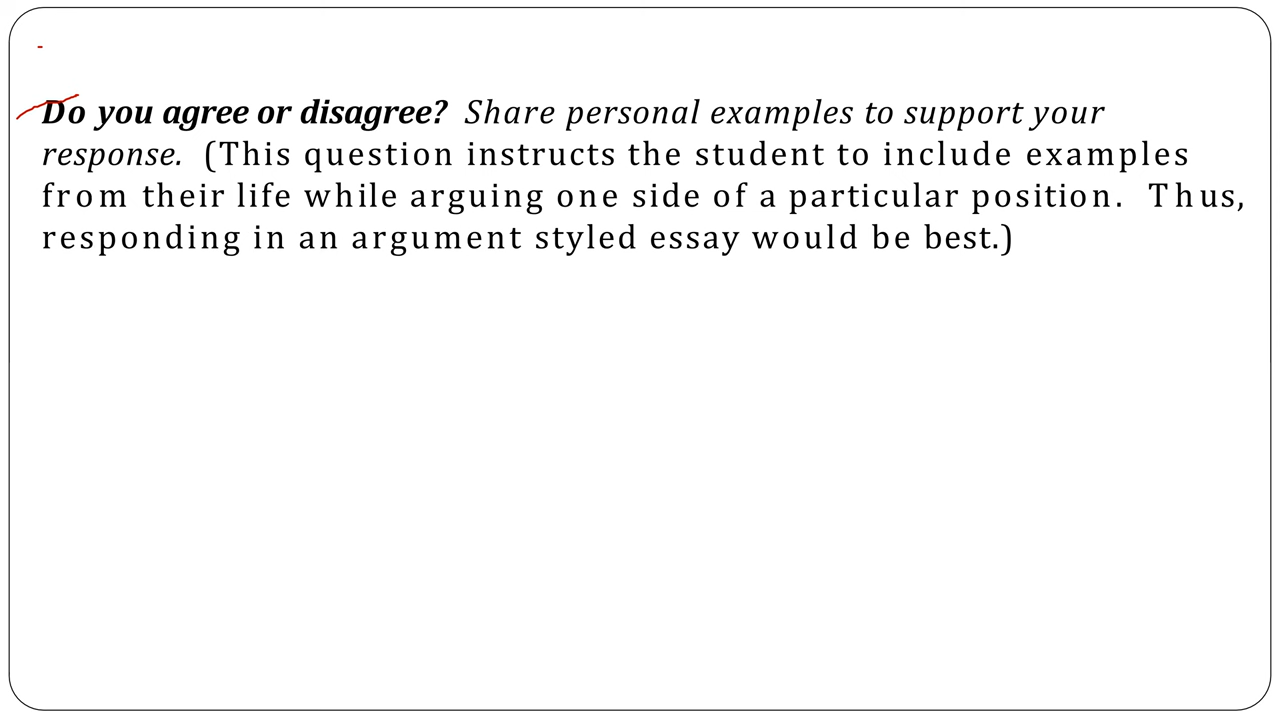 Do you agree or disagree? Share personal examples to support your
response. (This question instructs the student to include examples
from their life while arguing one side of a particular position. Thus,
responding in an argument styled essay would be best.)